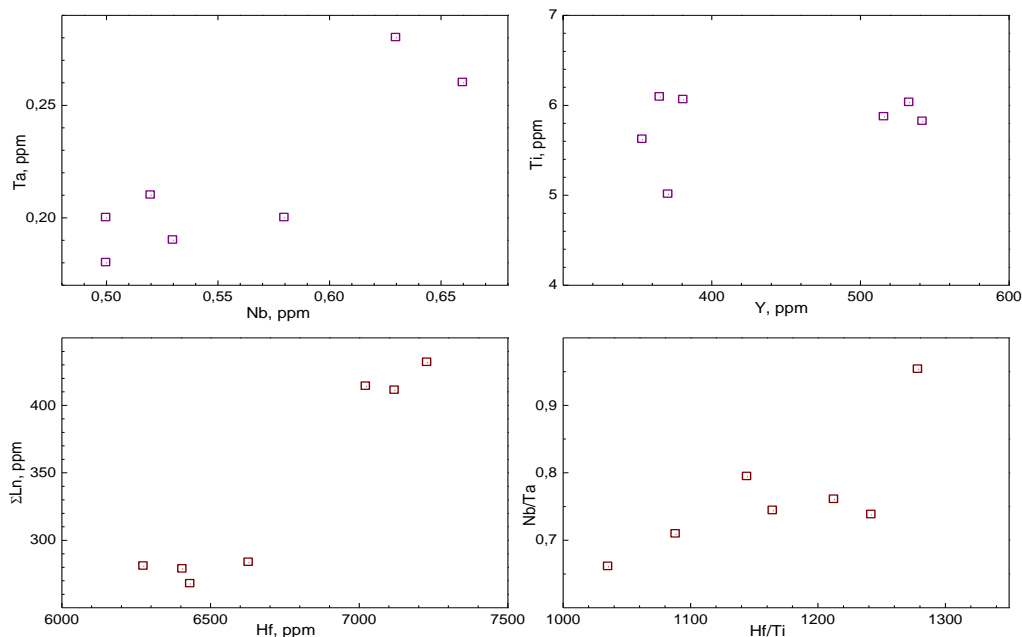 0,25
0,20
Ta, ppm
0,50 0,55 0,60 0,65
Nb, ppm
7
6
5
4
Ti, ppm
400 500 600
Y, ppm
400
350
300
ΣLn, ppm
6000 6500 7000 7500
Hf, ppm
0,9
0,8
0,7
Nb/Ta
1000 1100 1200 1300
Hf/Ti